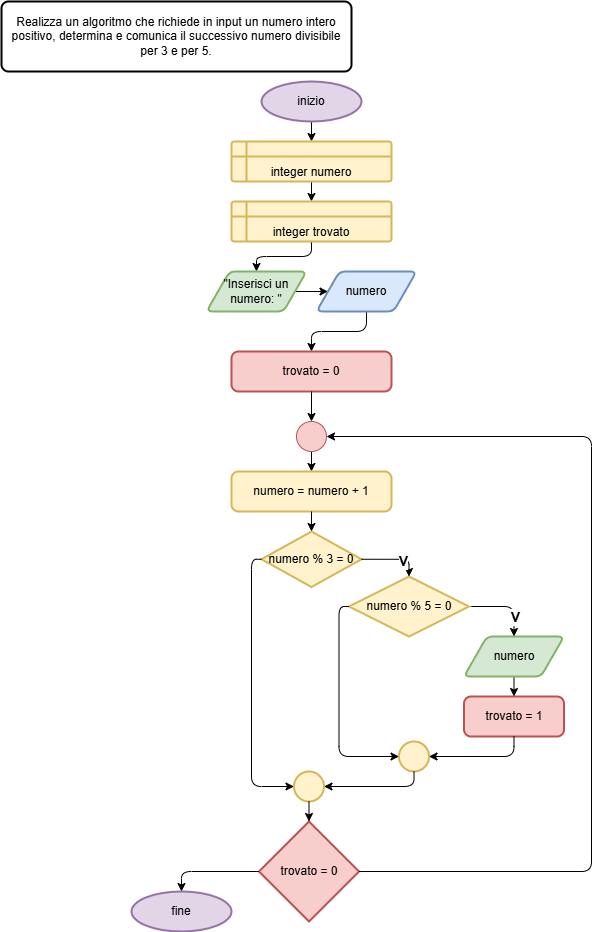 Realizza un algoritmo che richiede in input un numero intero
positivo, determina e comunica il successivo numero divisibile
per 3 e per 5.
inizio
integer numero
integer trovato
"Inserisci un
numero: "
numero
trovato = 0
numero = numero + 1
numero % 3 = 0
V
numero % 5 = 0
V
numero
trovato = 1
trovato = 0
fine